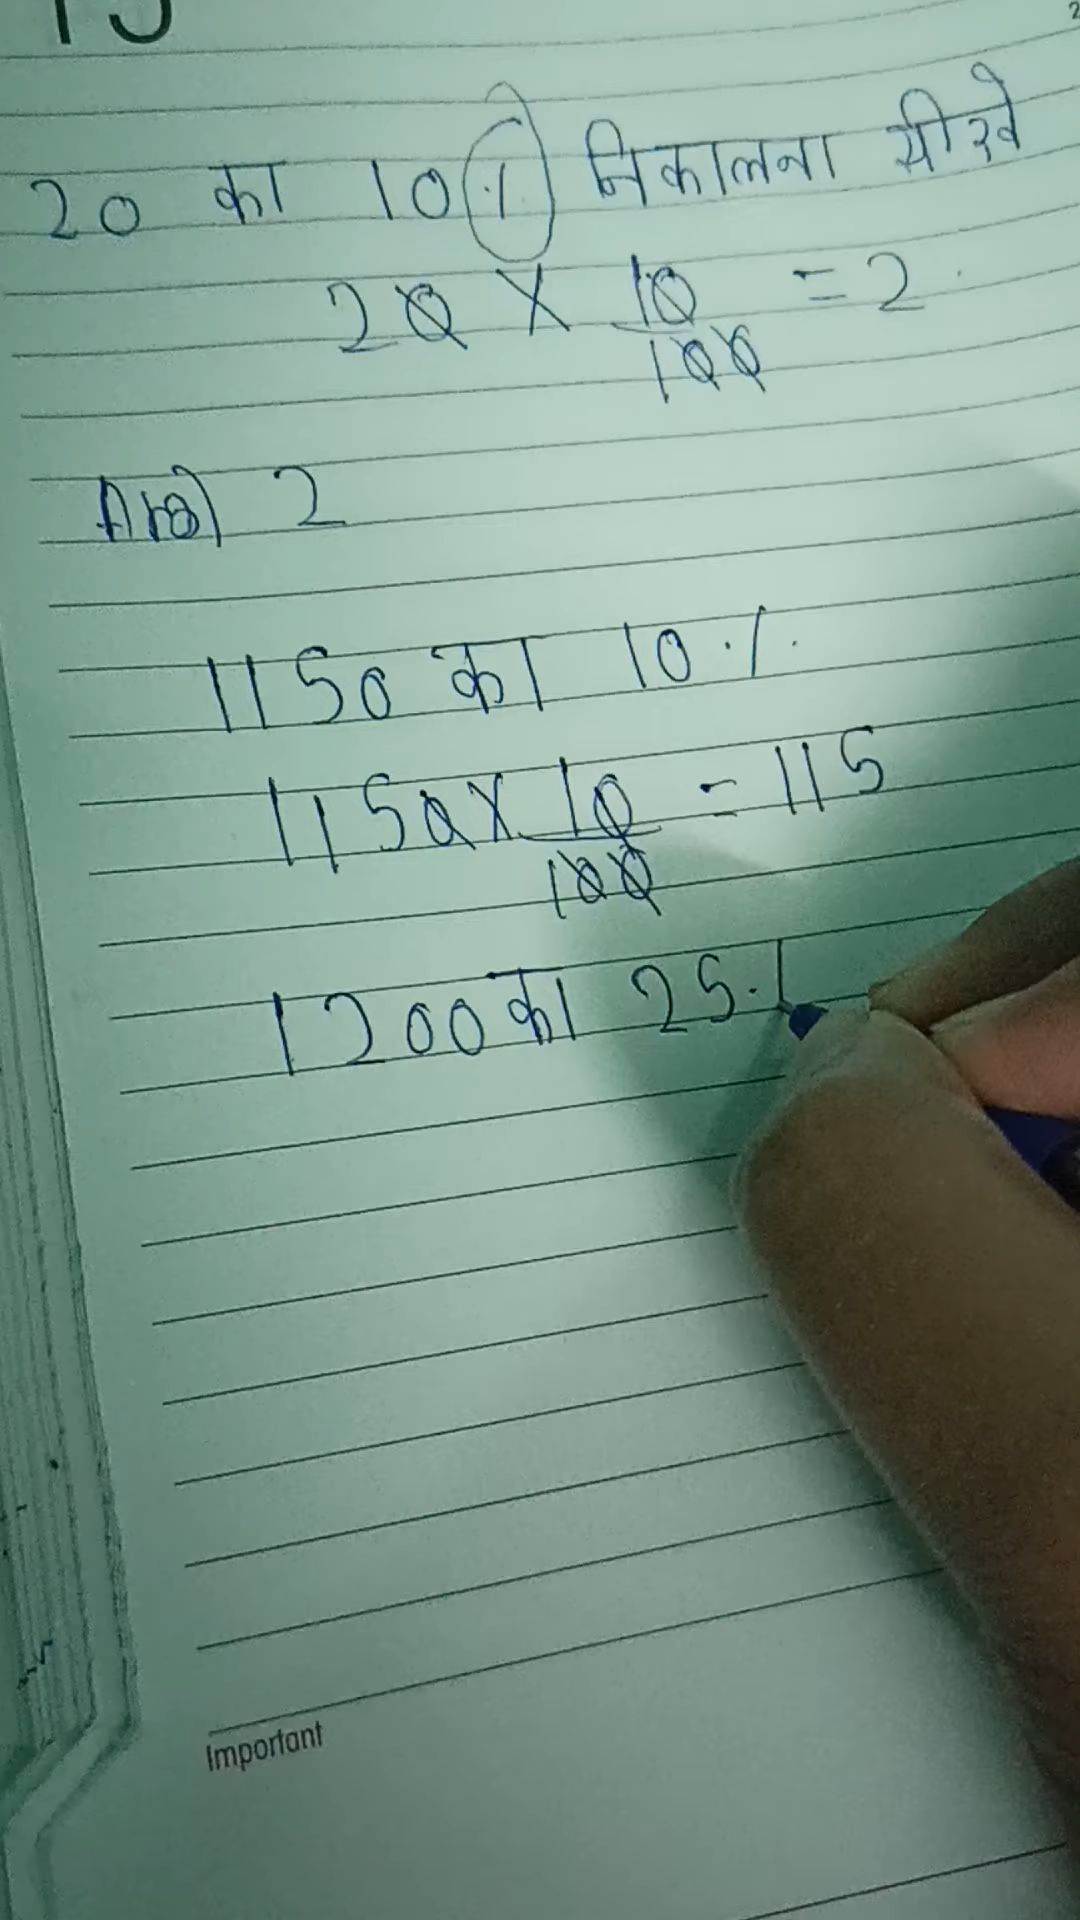 20 का 10% निकालना सीखे
20 X 10/100 = 2
Ans) 2
1150 का 10%
1150 X 10/100 = 115
1200 का 25%
Important